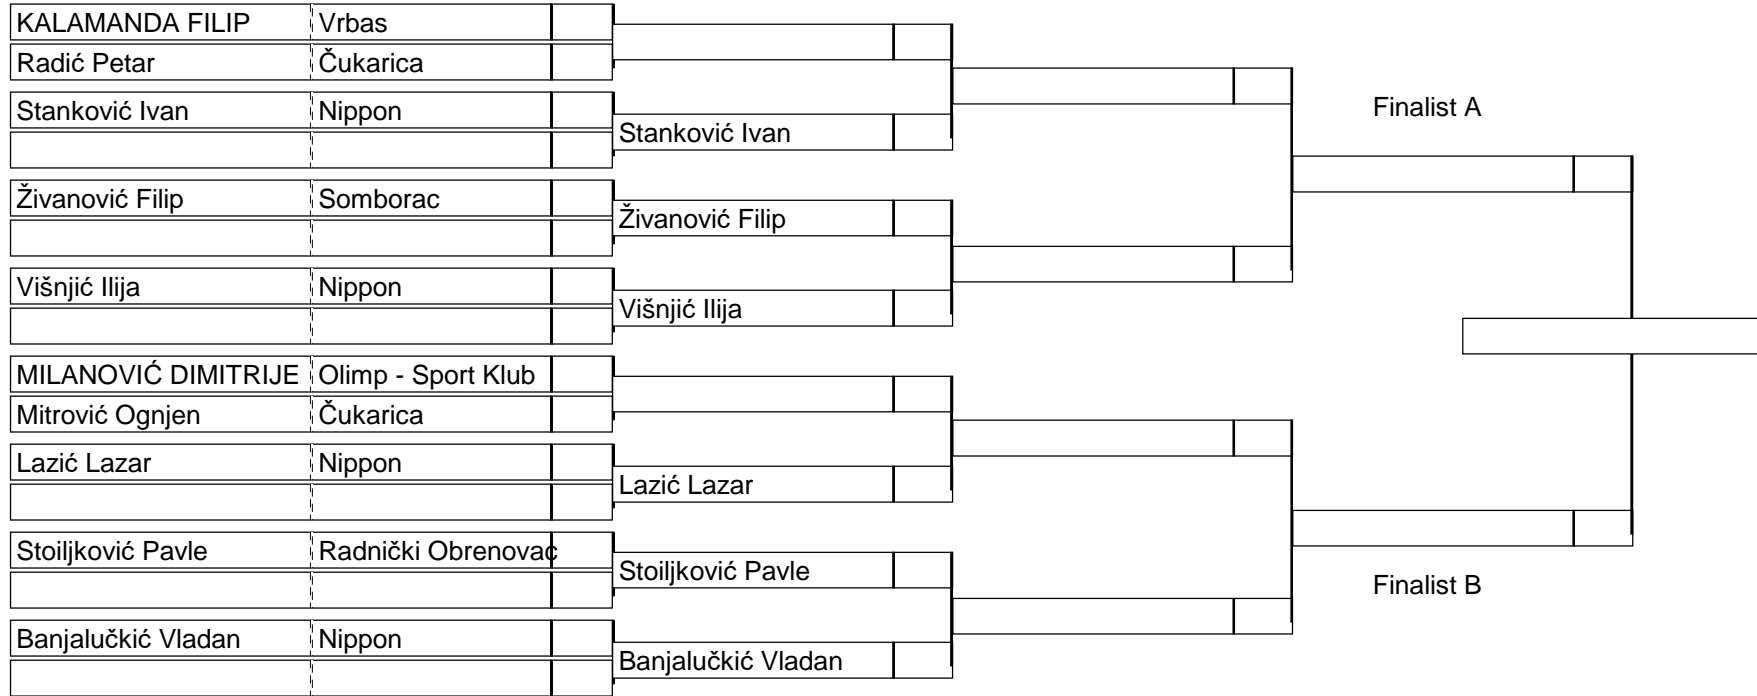 KALAMANDA FILIP Vrbas
Radić Petar Čukarica
Finalist A
Stanković Ivan Nippon
Stanković Ivan
Živanović Filip Somborac
Živanović Filip
Višnjić Ilija Nippon
Višnjić Ilija
MILANOVIĆ DIMITRIJE Olimp - Sport Klub
Mitrović Ognjen Čukarica
Lazić Lazar Nippon
Lazić Lazar
Stoiljković Pavle Radnički Obrenovac
Stoiljković Pavle
Finalist B
Banjalučkić Vladan Nippon
Banjalučkić Vladan